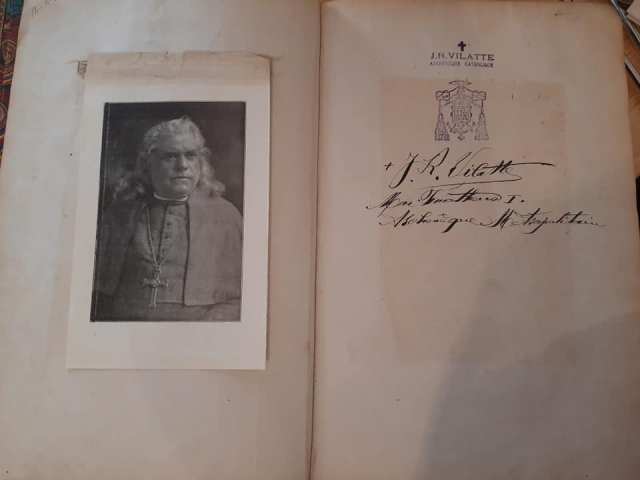 J.R. VILATTE
ARCHEVÊQUE CATHOLIQUE
+ J. R. Vilatte
Mar Timotheus I.
Archevêque Métropolitain